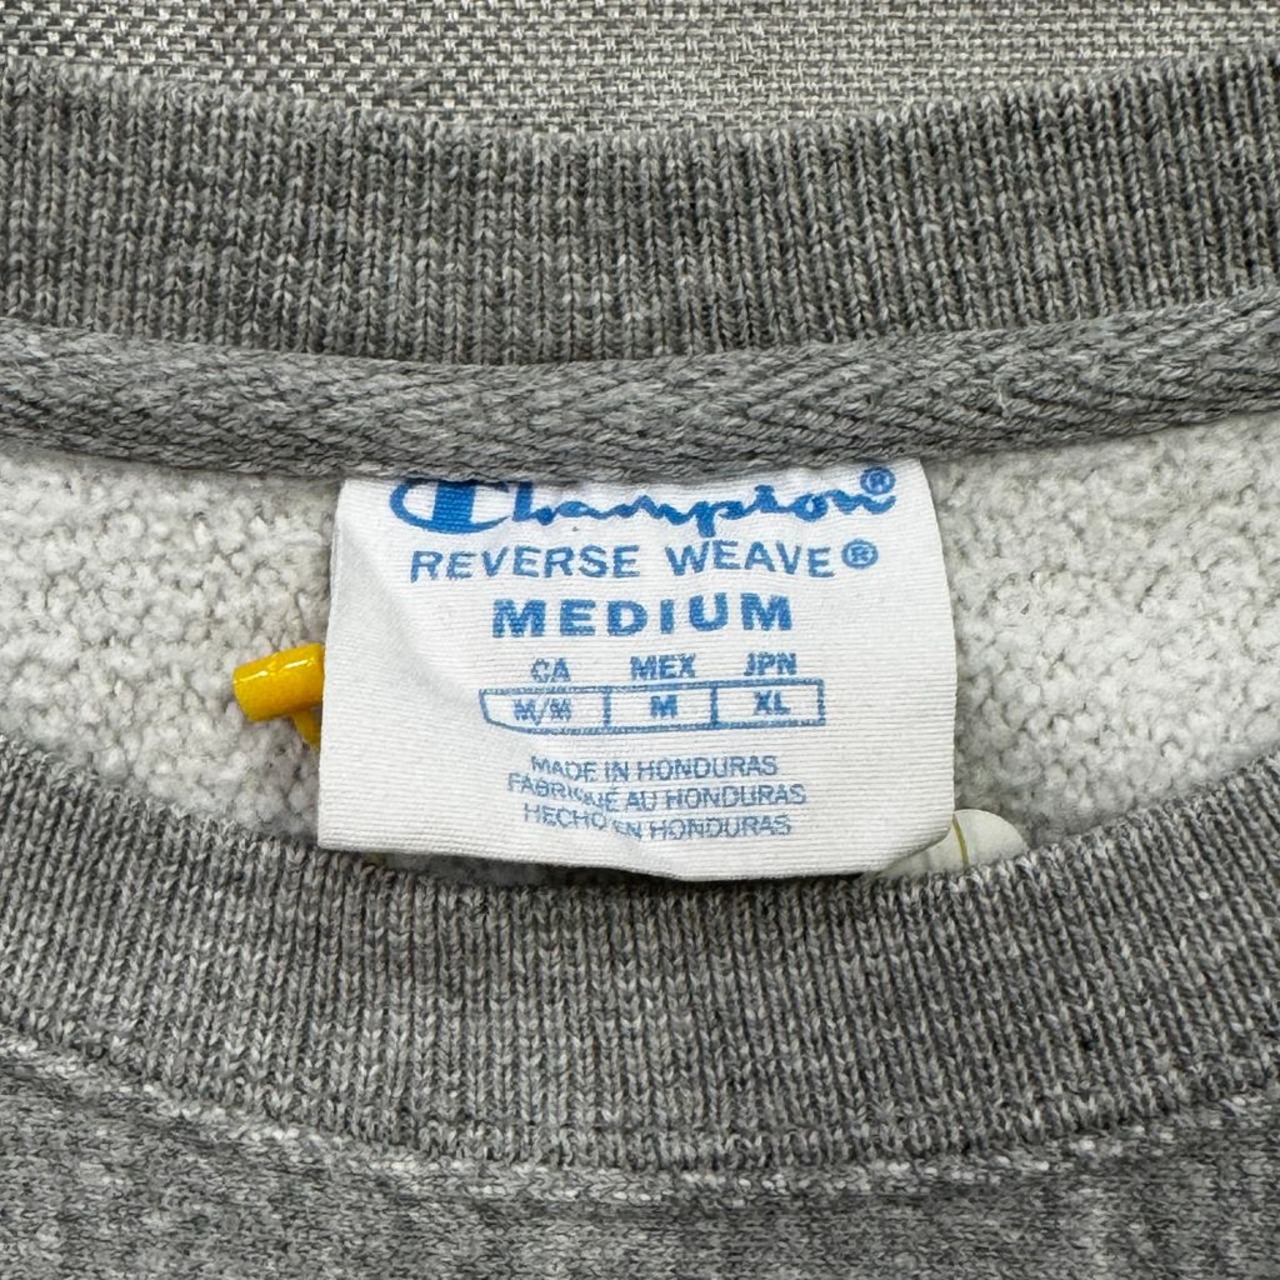 Champion®
REVERSE WEAVE®
MEDIUM
CA MEX JPN
M/M M XL
MADE IN HONDURAS
FABRIQUÉ AU HONDURAS
HECHO EN HONDURAS